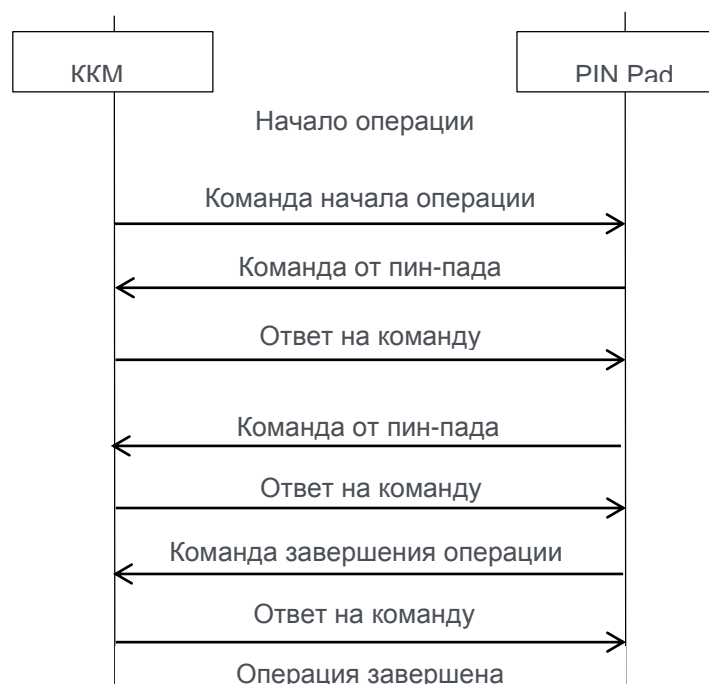 ККМ
PIN Pad
Начало операции
Команда начала операции
Команда от пин-пада
Ответ на команду
Команда от пин-пада
Ответ на команду
Команда завершения операции
Ответ на команду
Операция завершена